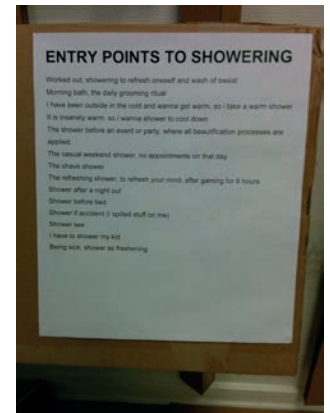 ENTRY POINTS TO SHOWERING
Worked out, showering to refresh oneself and wash of sweat
Morning bath, the daily grooming ritual
I have been outside in the cold and wanna get warm, so i take a warm shower
It is insanely warm, so i wanna shower to cool down
The shower before an event or party, where all beautification processes are
applied.
The casual weekend shower, no appointments on that day
The shave shower
The refreshing shower, to refresh your mind, after gaming for 9 hours
Shower after a night out
Shower before bed
Shower if accident (i spilled stuff on me)
Shower sex
I have to shower my kid
Being sick, shower as freshening